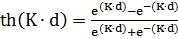 th(K · d) = (e^(K·d) − e^−(K·d)) / (e^(K·d) + e^−(K·d))